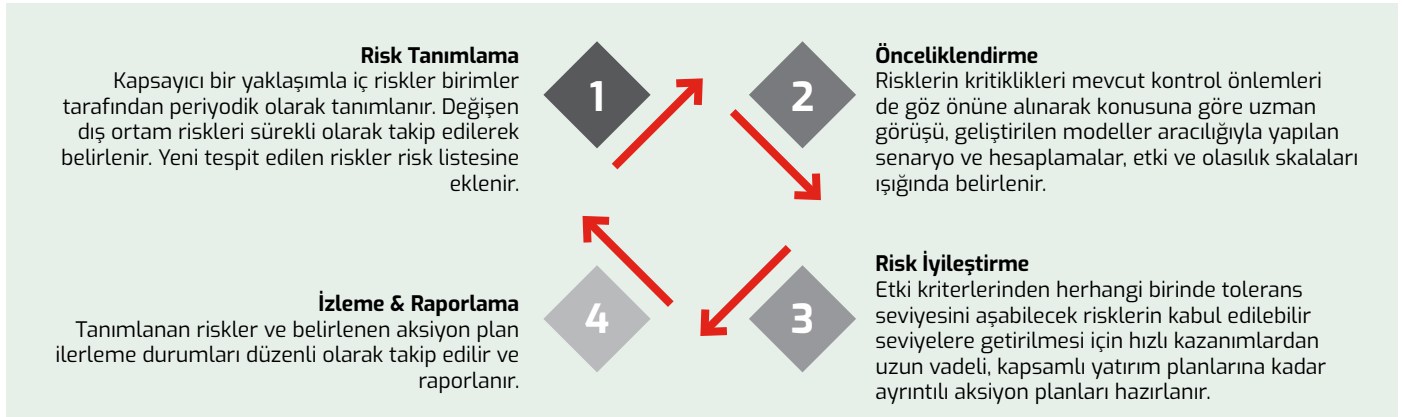 Risk Tanımlama
Kapsayıcı bir yaklaşımla iç riskler birimler
tarafından periyodik olarak tanımlanır. Değişen
dış ortam riskleri sürekli olarak takip edilerek
belirlenir. Yeni tespit edilen riskler risk listesine
eklenir.
1
2
Önceliklendirme
Risklerin kritiklikleri mevcut kontrol önlemleri
de göz önüne alınarak konusuna göre uzman
görüşü, geliştirilen modeller aracılığıyla yapılan
senaryo ve hesaplamalar, etki ve olasılık skalaları
ışığında belirlenir.
3
Risk İyileştirme
Etki kriterlerinden herhangi birinde tolerans
seviyesini aşabilecek risklerin kabul edilebilir
seviyelere getirilmesi için hızlı kazanımlardan
uzun vadeli, kapsamlı yatırım planlarına kadar
ayrıntılı aksiyon planları hazırlanır.
İzleme & Raporlama
Tanımlanan riskler ve belirlenen aksiyon plan
ilerleme durumları düzenli olarak takip edilir ve
raporlanır.
4